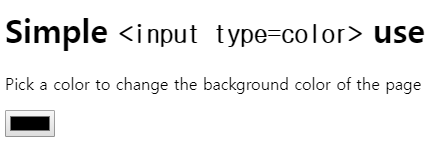 Simple <input type=color> use
Pick a color to change the background color of the page